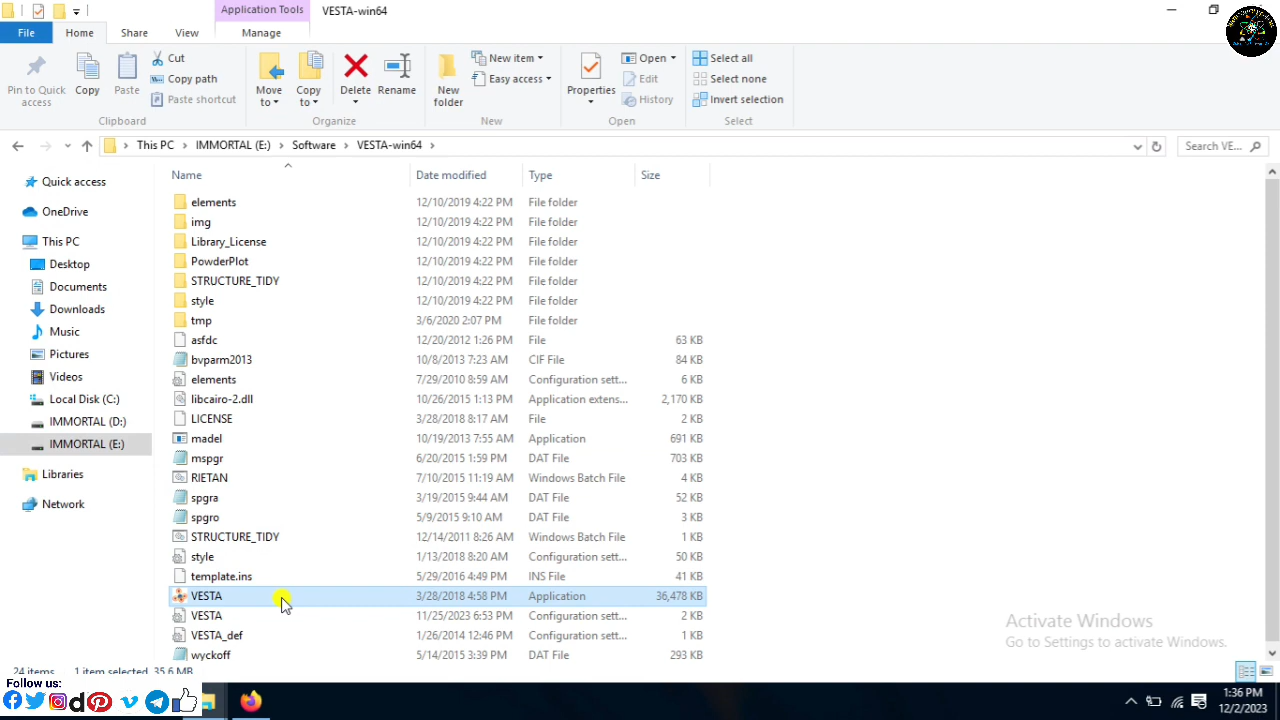 Application Tools
VESTA-win64
File
Home
Share
View
Manage
Pin to Quick access
Copy
Paste
Cut
Copy path
Paste shortcut
Clipboard
Move to
Copy to
Delete
Rename
Organize
New folder
New item
Easy access
New
Properties
Open
Edit
History
Open
Select all
Select none
Invert selection
Select
This PC > IMMORTAL (E:) > Software > VESTA-win64 >
Search VE...
Name Date modified Type Size
Quick access
OneDrive
This PC
Desktop
Documents
Downloads
Music
Pictures
Videos
Local Disk (C:)
IMMORTAL (D:)
IMMORTAL (E:)
Libraries
Network
elements 12/10/2019 4:22 PM File folder
img 12/10/2019 4:22 PM File folder
Library_License 12/10/2019 4:22 PM File folder
PowderPlot 12/10/2019 4:22 PM File folder
STRUCTURE_TIDY 12/10/2019 4:22 PM File folder
style 12/10/2019 4:22 PM File folder
tmp 3/6/2020 2:07 PM File folder
asfdc 12/20/2012 1:26 PM File 63 KB
bvparm2013 10/8/2013 7:23 AM CIF File 84 KB
elements 7/29/2010 8:59 AM Configuration sett... 6 KB
libcairo-2.dll 10/26/2015 1:13 PM Application extens... 2,170 KB
LICENSE 3/28/2018 8:17 AM File 2 KB
madel 10/19/2013 7:55 AM Application 691 KB
mspgr 6/20/2015 1:59 PM DAT File 703 KB
RIETAN 7/10/2015 11:19 AM Windows Batch File 4 KB
spgra 3/19/2015 9:44 AM DAT File 52 KB
spgro 5/9/2015 9:10 AM DAT File 3 KB
STRUCTURE_TIDY 12/14/2011 8:26 AM Windows Batch File 1 KB
style 1/13/2018 8:20 AM Configuration sett... 50 KB
template.ins 5/29/2016 4:49 PM INS File 41 KB
VESTA 3/28/2018 4:58 PM Application 36,478 KB
VESTA 11/25/2023 6:53 PM Configuration sett... 2 KB
VESTA_def 1/26/2014 12:46 PM Configuration sett... 1 KB
wyckoff 5/14/2015 3:39 PM DAT File 293 KB
Activate Windows
Go to Settings to activate Windows.
24 items 1 item selected 35.6 MB
Follow us:
1:36 PM
12/2/2023